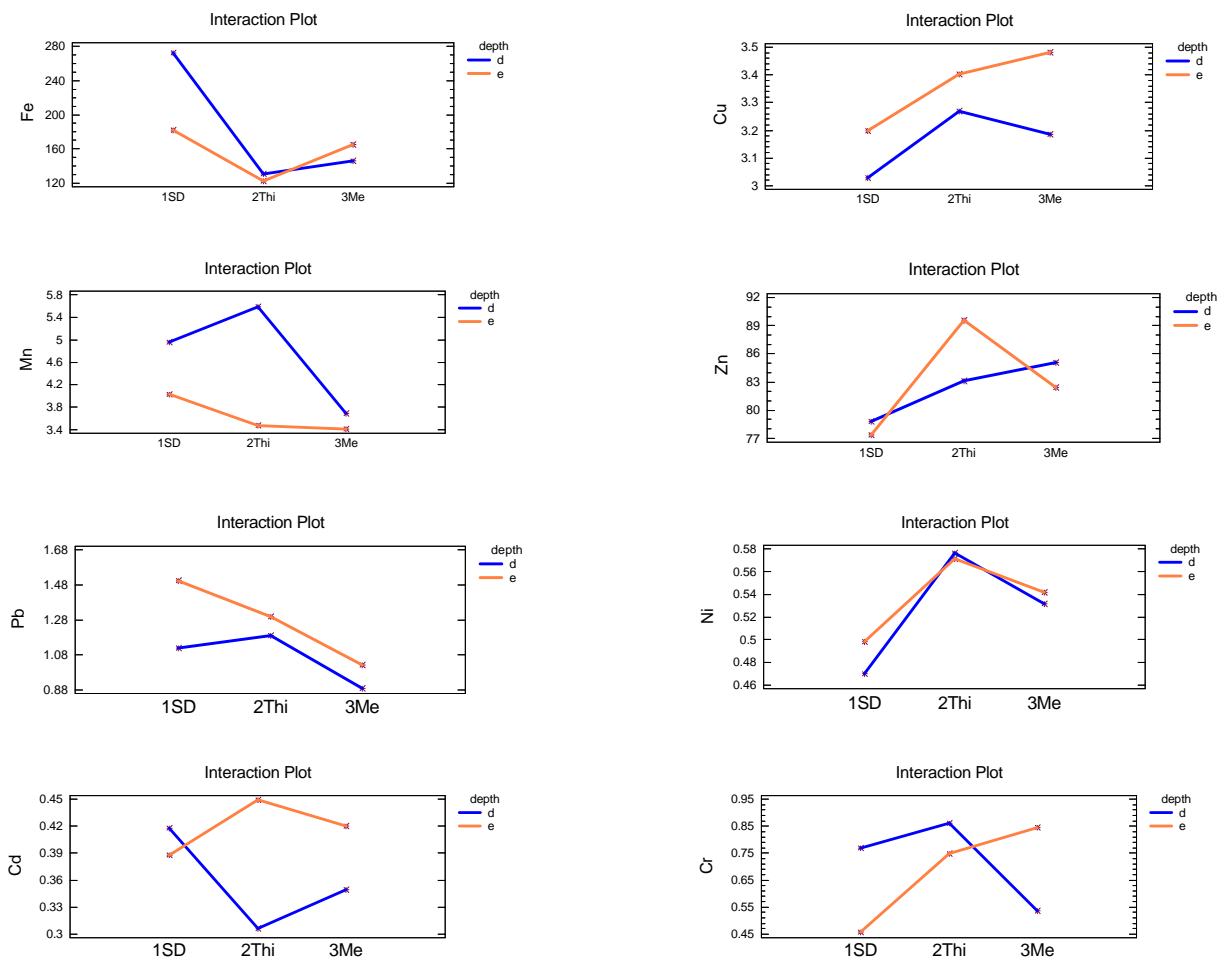 Interaction Plot
depth
d
e
Fe
280
240
200
160
120
1SD 2Thi 3Me
Interaction Plot
depth
d
e
Cu
3.5
3.4
3.3
3.2
3.1
3
1SD 2Thi 3Me
Interaction Plot
depth
d
e
Mn
5.8
5.4
5
4.6
4.2
3.8
3.4
1SD 2Thi 3Me
Interaction Plot
depth
d
e
Zn
92
89
86
83
80
77
1SD 2Thi 3Me
Interaction Plot
depth
d
e
Pb
1.68
1.48
1.28
1.08
0.88
1SD 2Thi 3Me
Interaction Plot
depth
d
e
Ni
0.58
0.56
0.54
0.52
0.5
0.48
0.46
1SD 2Thi 3Me
Interaction Plot
depth
d
e
Cd
0.45
0.42
0.39
0.36
0.33
0.3
1SD 2Thi 3Me
Interaction Plot
depth
d
e
Cr
0.95
0.85
0.75
0.65
0.55
0.45
1SD 2Thi 3Me